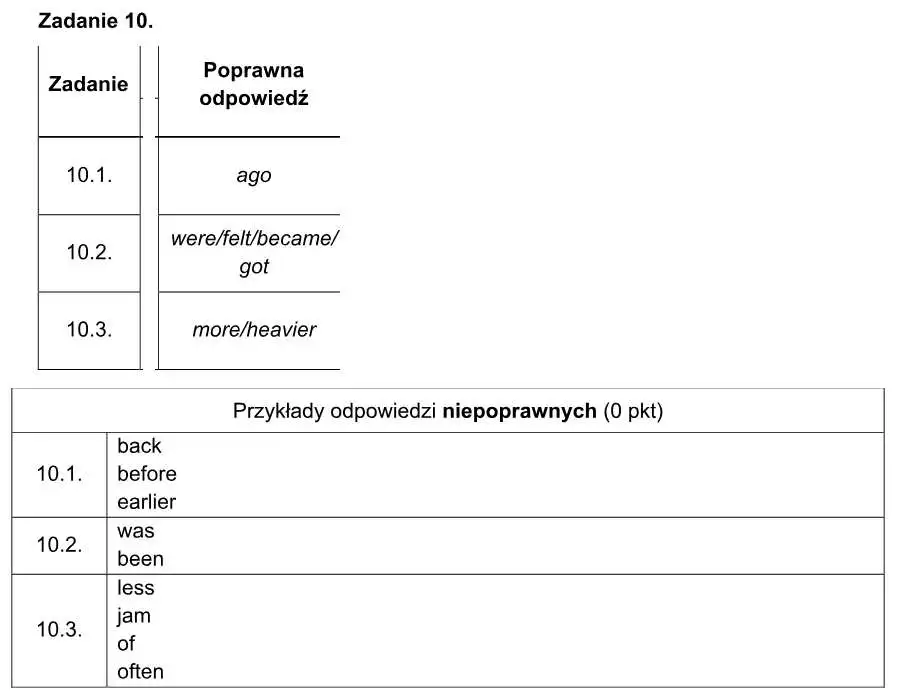 Zadanie 10.
Zadanie
Poprawna
odpowiedź
10.1.
ago
10.2.
were/felt/became/
got
10.3.
more/heavier
Przykłady odpowiedzi niepoprawnych (0 pkt)
10.1.
back
before
earlier
10.2.
was
been
10.3.
less
jam
of
often